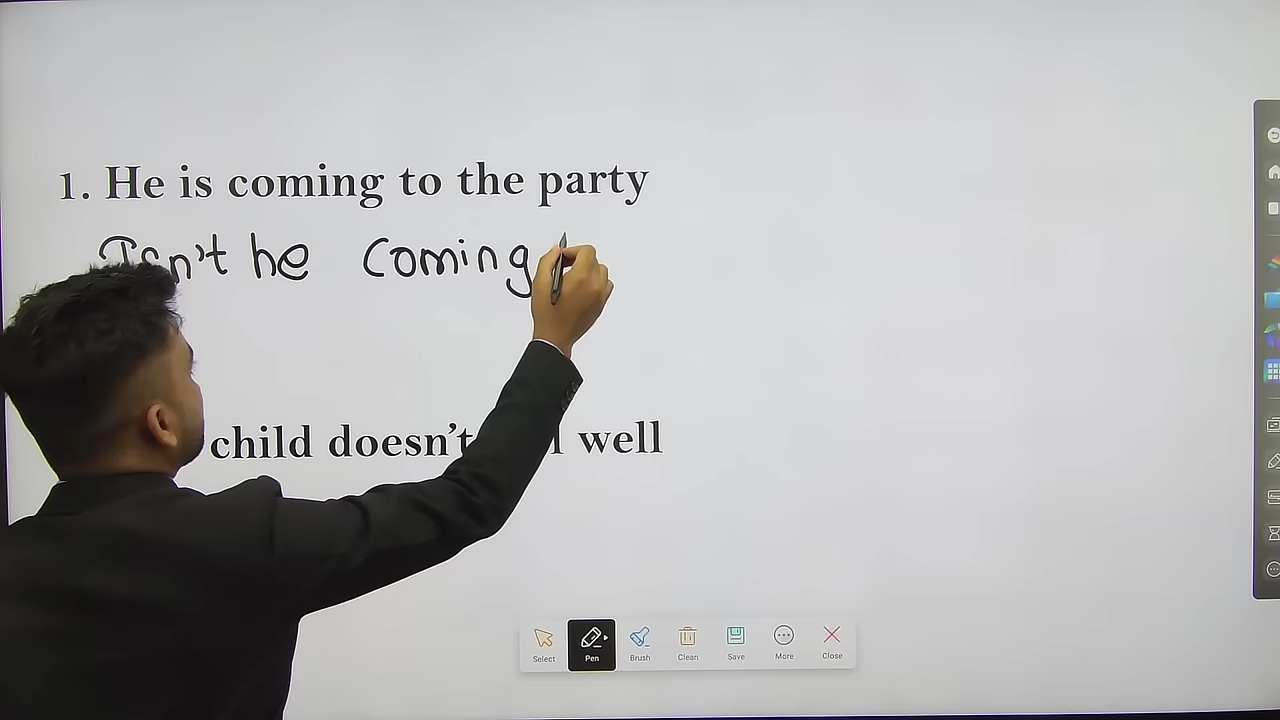 1. He is coming to the party
Isn't he coming
child doesn't well
Select Pen Brush Clean Save More Close